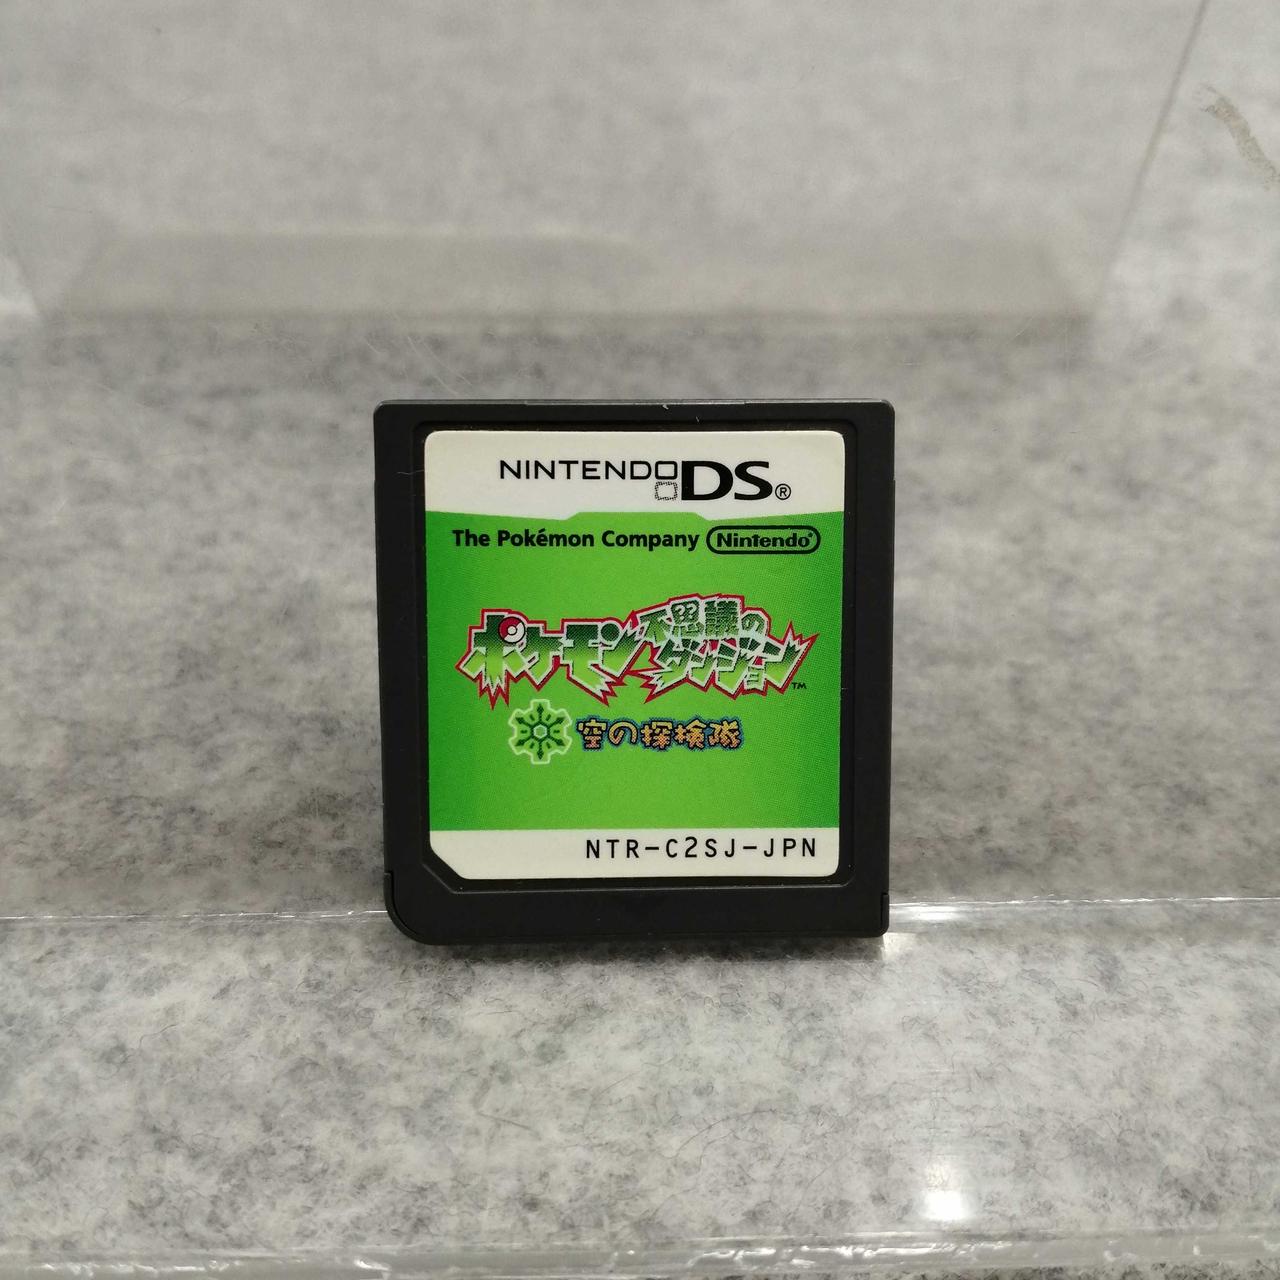 NINTENDO DS®
The Pokémon Company Nintendo®
ポケモン不思議のダンジョン™
空の探検隊
NTR-C2SJ-JPN